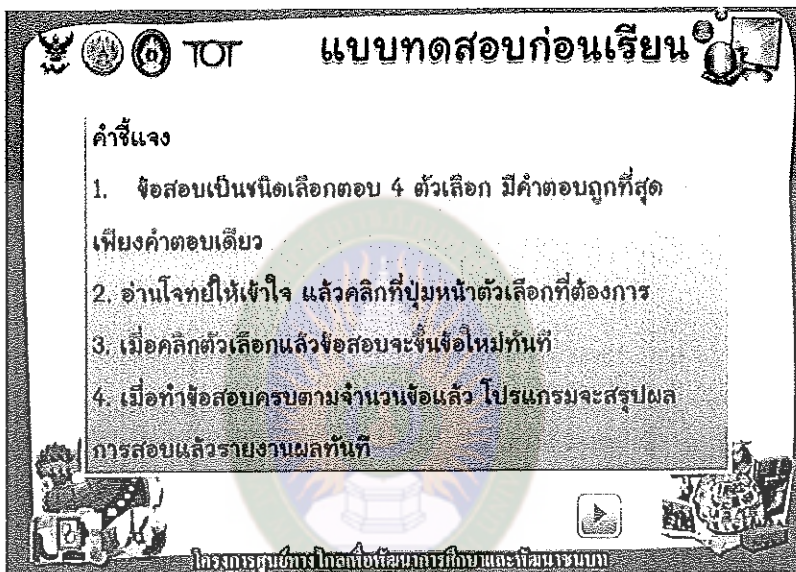 TOT แบบทดสอบก่อนเรียน
คำชี้แจง
1. ข้อสอบเป็นชนิดเลือกตอบ 4 ตัวเลือก มีคำตอบถูกที่สุด
เพียงคำตอบเดียว
2. อ่านโจทย์ให้เข้าใจ แล้วคลิกที่ปุ่มหน้าตัวเลือกที่ต้องการ
3. เมื่อคลิกตัวเลือกแล้วข้อสอบจะขึ้นข้อใหม่ทันที
4. เมื่อทำข้อสอบครบตามจำนวนข้อแล้ว โปรแกรมจะสรุปผล
การสอบแล้วรายงานผลทันที
โครงการศูนย์ทางไกลเพื่อพัฒนาการศึกษาและพัฒนาชนบท